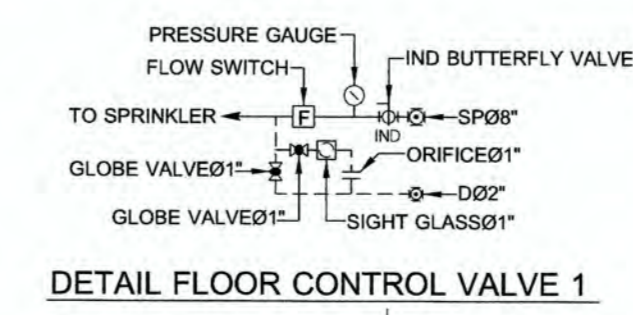 PRESSURE GAUGE
FLOW SWITCH
IND BUTTERFLY VALVE
TO SPRINKLER
F
SPØ8"
IND
ORIFICEØ1"
GLOBE VALVEØ1"
DØ2"
GLOBE VALVEØ1"
SIGHT GLASSØ1"
DETAIL FLOOR CONTROL VALVE 1